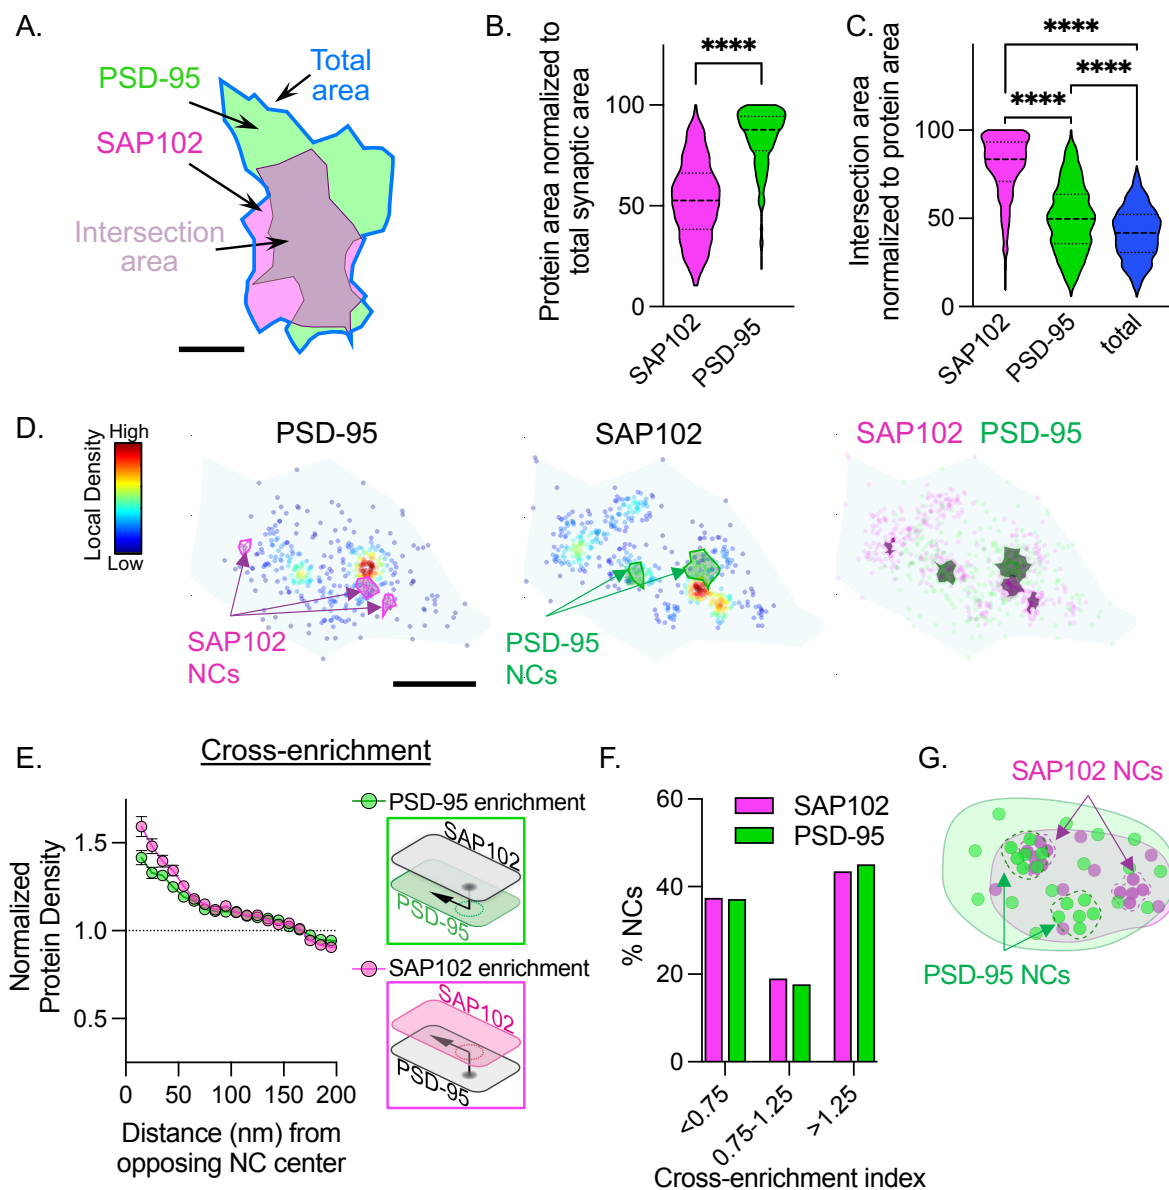 A.
PSD-95
Total
area
SAP102
Intersection
area
B.
Protein area normalized to
total synaptic area
****
100
50
0
SAP102
PSD-95
C.
Intersection area
normalized to protein area
****
****
****
100
50
0
SAP102
PSD-95
total
D.
Local Density
High
Low
PSD-95
SAP102
NCs
SAP102
PSD-95
NCs
SAP102 PSD-95
E.
Cross-enrichment
Normalized
Protein Density
1.5
1.0
0.5
0 50 100 150 200
Distance (nm) from
opposing NC center
PSD-95 enrichment
SAP102
PSD-95
SAP102 enrichment
SAP102
PSD-95
F.
% NCs
60
40
20
0
SAP102
PSD-95
<0.75
0.75-1.25
>1.25
Cross-enrichment index
G.
SAP102 NCs
PSD-95 NCs